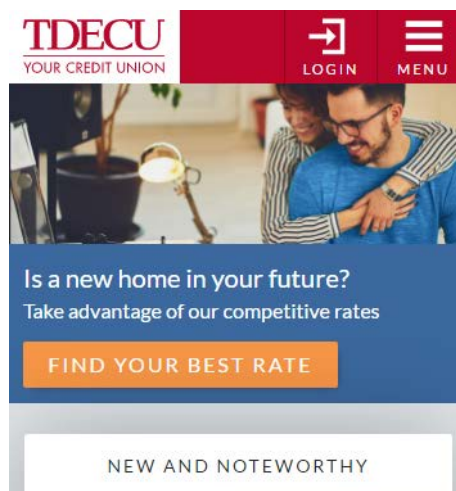 TDECU
YOUR CREDIT UNION
LOGIN
MENU
Is a new home in your future?
Take advantage of our competitive rates
FIND YOUR BEST RATE
NEW AND NOTEWORTHY